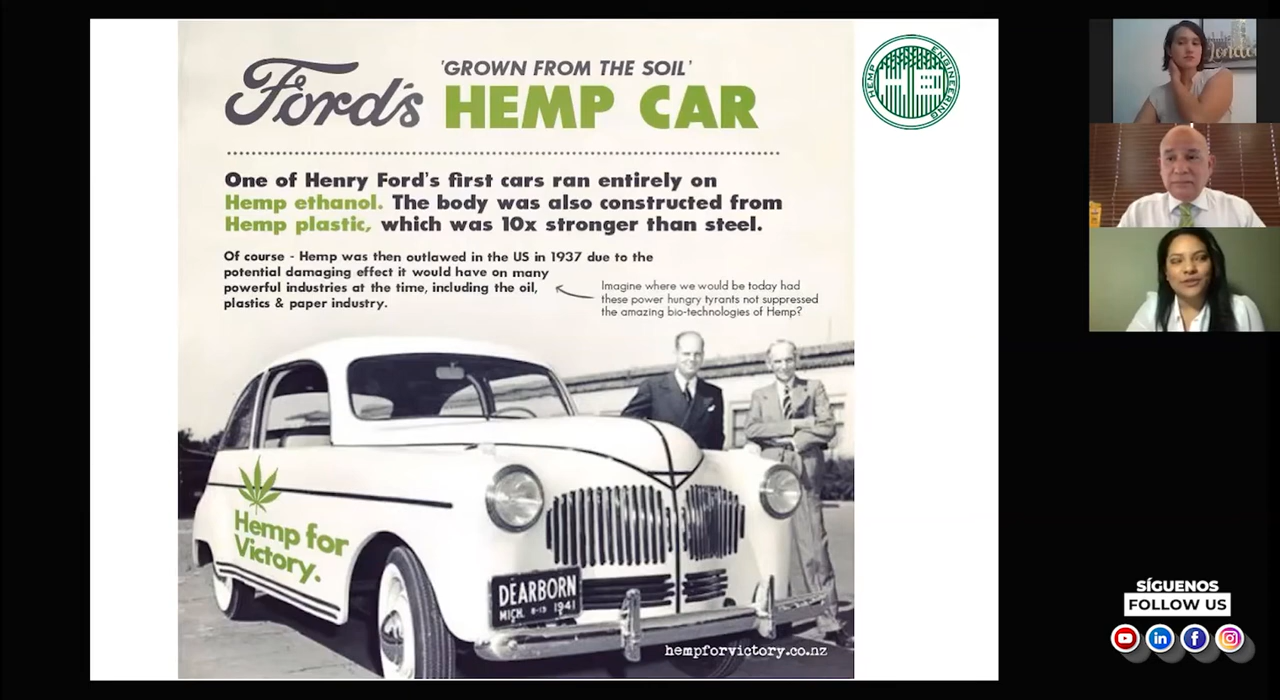 Ford's
'GROWN FROM THE SOIL'
HEMP CAR
One of Henry Ford's first cars ran entirely on
Hemp ethanol. The body was also constructed from
Hemp plastic, which was 10x stronger than steel.
Of course - Hemp was then outlawed in the US in 1937 due to the
potential damaging effect it would have on many
powerful industries at the time, including the oil,
plastics & paper industry.
Imagine where we would be today had
these power hungry tyrants not suppressed
the amazing bio-technologies of Hemp?
Hemp for
Victory.
DEARBORN
MICH. 8-13 1941
hempforvictory.co.nz
HEMP ENGINEERING
HE
London
SÍGUENOS
FOLLOW US